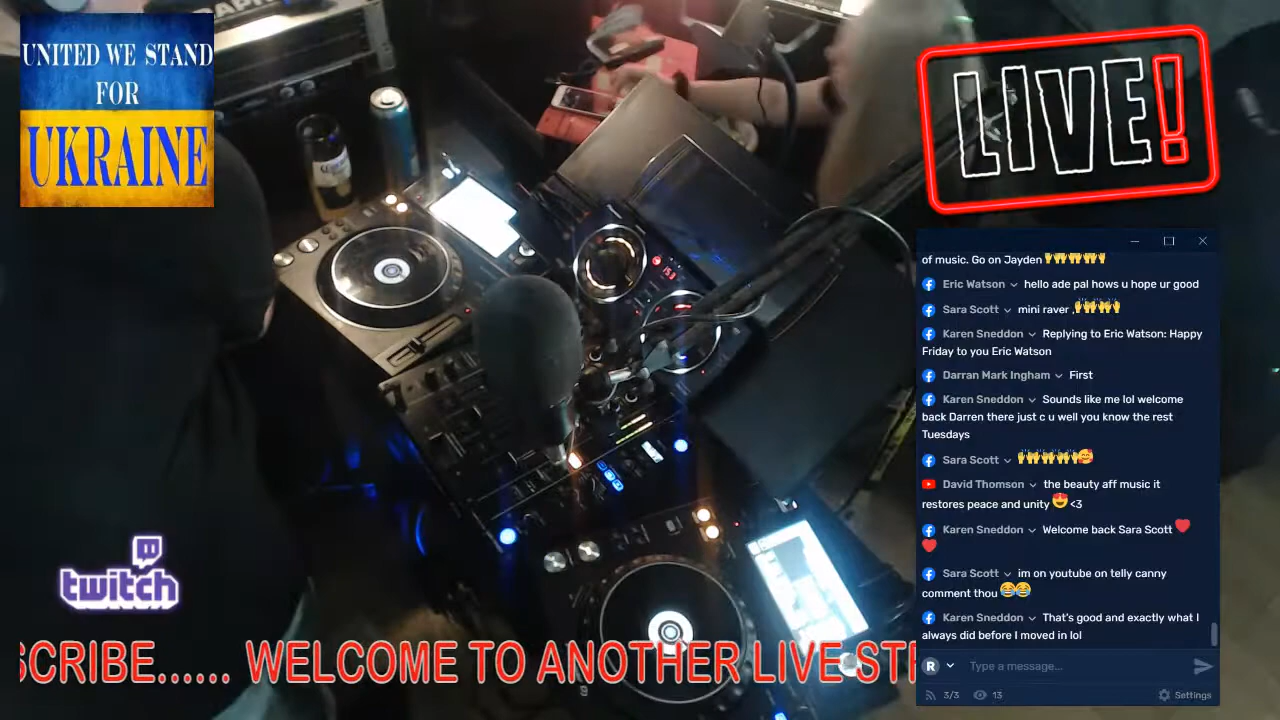 UNITED WE STAND
FOR
UKRAINE
LIVE!
of music. Go on Jayden 🙌🙌🙌🙌🙌
Eric Watson hello ade pal hows u hope ur good
Sara Scott mini raver ,🙌🙌🙌🙌
Karen Sneddon Replying to Eric Watson: Happy
Friday to you Eric Watson
Darran Mark Ingham First
Karen Sneddon Sounds like me lol welcome
back Darren there just c u well you know the rest
Tuesdays
Sara Scott 🙌🙌🙌🙌🙌🥰
David Thomson the beauty aff music it
restores peace and unity 😍 <3
Karen Sneddon Welcome back Sara Scott ♥️
♥️
Sara Scott im on youtube on telly canny
comment thou 😂😂
Karen Sneddon That's good and exactly what I
always did before I moved in lol
R Type a message...
3/3 13 Settings
twitch
SCRIBE...... WELCOME TO ANOTHER LIVE STR